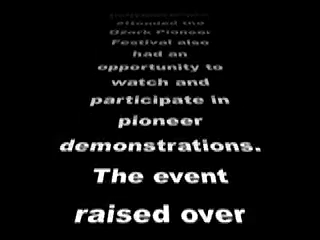 attended the
Ozark Pioneer
Festival also
had an
opportunity to
watch and
participate in
pioneer
demonstrations.
The event
raised over